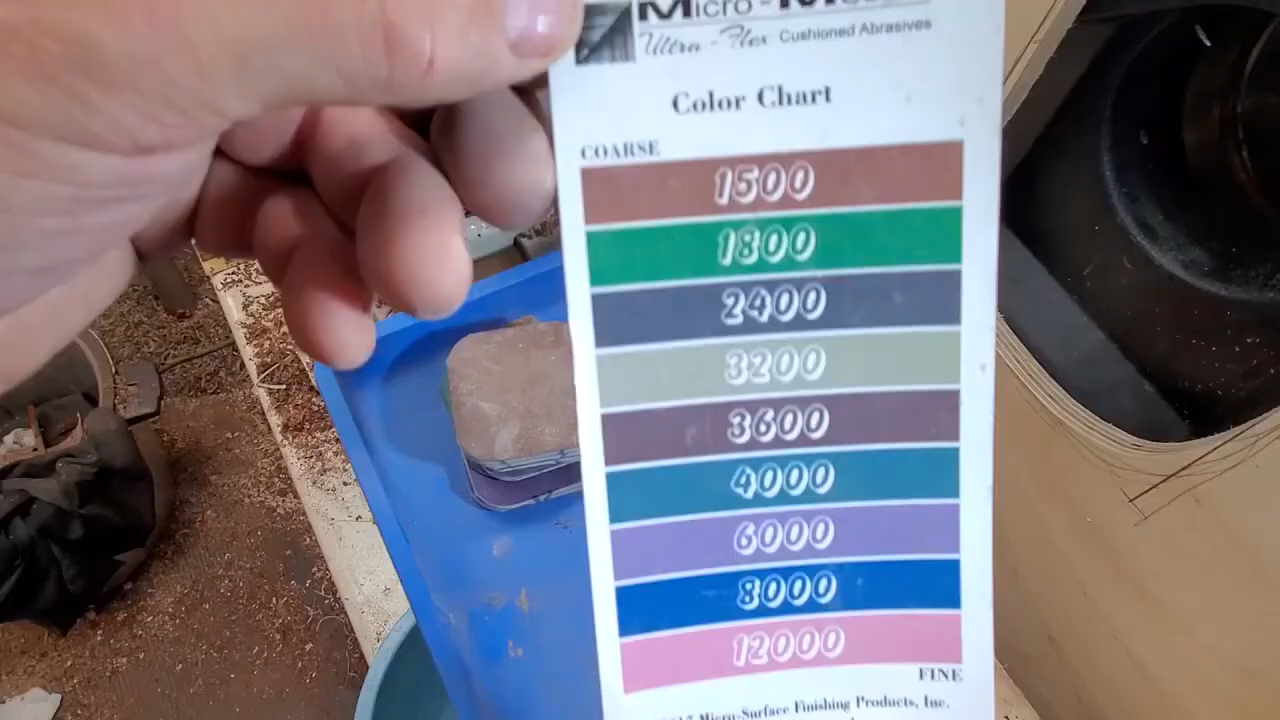 Micro-
Ultra-Flex Cushioned Abrasives
Color Chart
COARSE
1500
1800
2400
3200
3600
4000
6000
8000
12000
FINE
Micro-Surface Finishing Products, Inc.